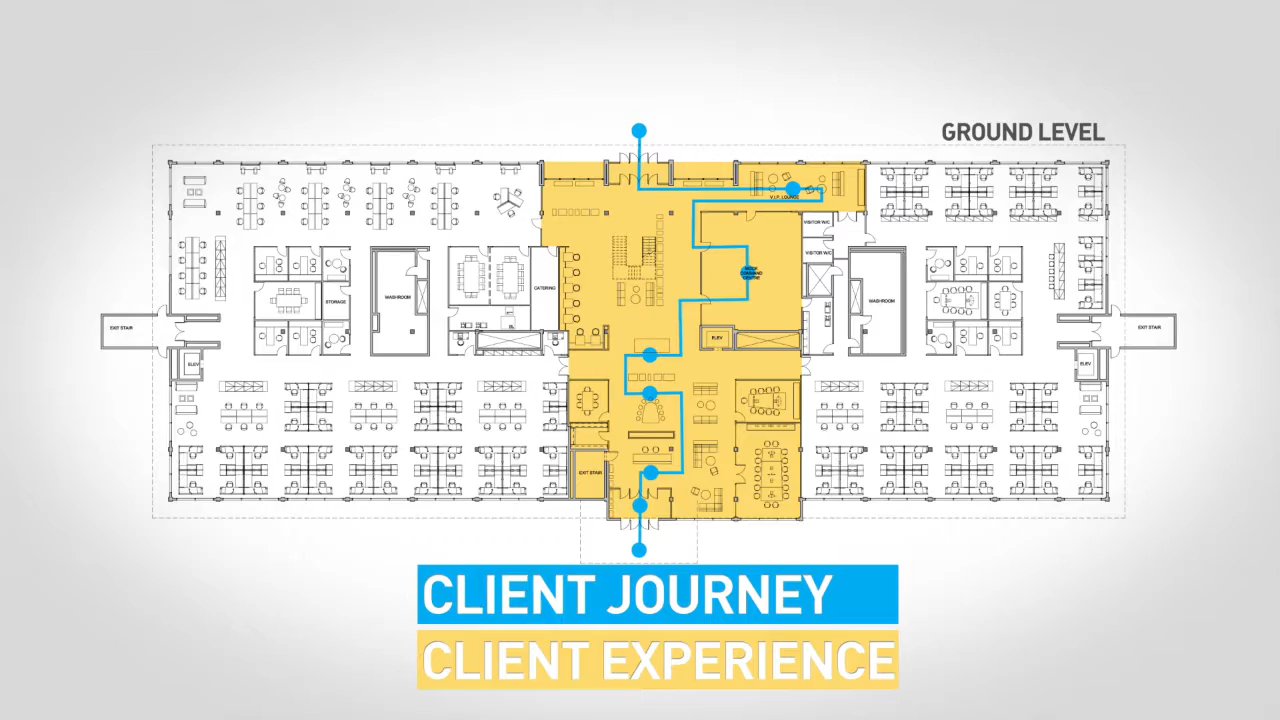 GROUND LEVEL
V.I.P. LOUNGE
VISITOR W/C
VISITOR W/C
CATERING
STORAGE
WASHROOM
WASHROOM
EXIT STAIR
EXIT STAIR
ELEV
ELEV
ELEV
EXIT STAIR
CLIENT JOURNEY
CLIENT EXPERIENCE